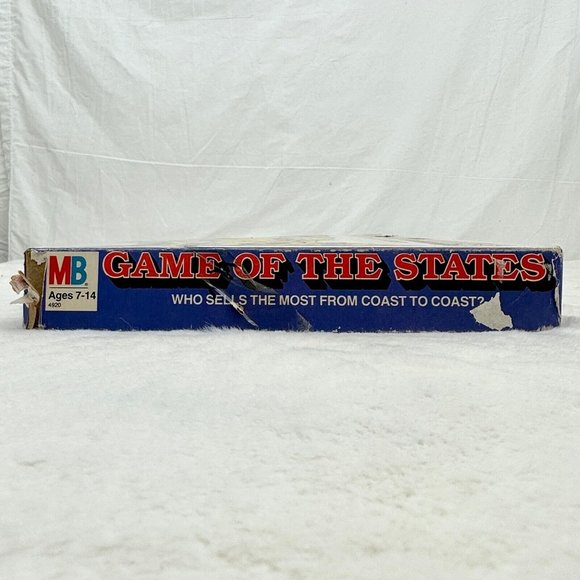 MB
Ages 7-14
4920
GAME OF THE STATES
WHO SELLS THE MOST FROM COAST TO COAST?